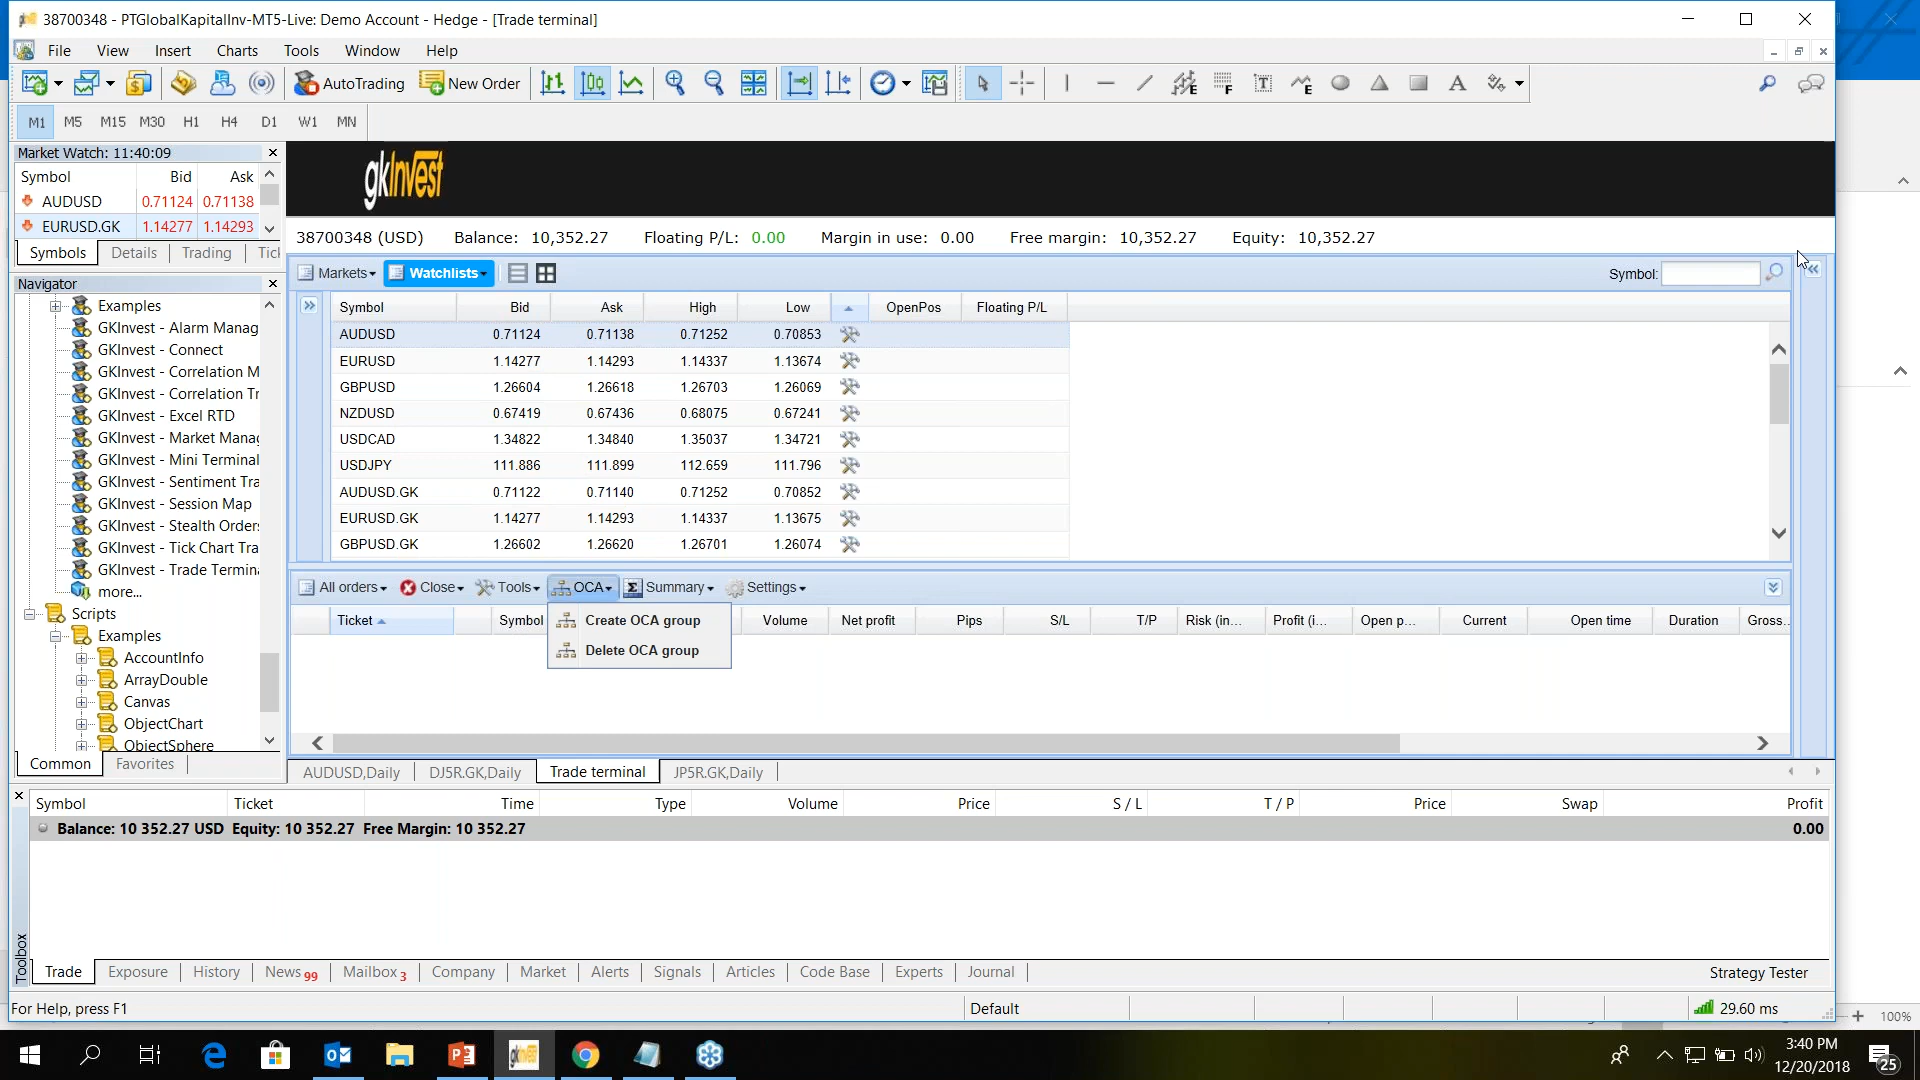 38700348 - PTGlobalKapitalInv-MT5-Live: Demo Account - Hedge - [Trade terminal]
File View Insert Charts Tools Window Help
AutoTrading New Order
M1 M5 M15 M30 H1 H4 D1 W1 MN
Market Watch: 11:40:09
Symbol Bid Ask
AUDUSD 0.71124 0.71138
EURUSD.GK 1.14277 1.14293
Symbols Details Trading Tick
Navigator
Examples
GKInvest - Alarm Manag
GKInvest - Connect
GKInvest - Correlation M
GKInvest - Correlation Tr
GKInvest - Excel RTD
GKInvest - Market Manag
GKInvest - Mini Terminal
GKInvest - Sentiment Tra
GKInvest - Session Map
GKInvest - Stealth Orders
GKInvest - Tick Chart Tra
GKInvest - Trade Termina
more...
Scripts
Examples
AccountInfo
ArrayDouble
Canvas
ObjectChart
ObjectSphere
Common Favorites
gkInvest
38700348 (USD) Balance: 10,352.27 Floating P/L: 0.00 Margin in use: 0.00 Free margin: 10,352.27 Equity: 10,352.27
Markets Watchlists Symbol:
Symbol Bid Ask High Low OpenPos Floating P/L
AUDUSD 0.71124 0.71138 0.71252 0.70853
EURUSD 1.14277 1.14293 1.14337 1.13674
GBPUSD 1.26604 1.26618 1.26703 1.26069
NZDUSD 0.67419 0.67436 0.68075 0.67241
USDCAD 1.34822 1.34840 1.35037 1.34721
USDJPY 111.886 111.899 112.659 111.796
AUDUSD.GK 0.71122 0.71140 0.71252 0.70852
EURUSD.GK 1.14277 1.14293 1.14337 1.13675
GBPUSD.GK 1.26602 1.26620 1.26701 1.26074
All orders Close Tools OCA Summary Settings
Ticket Symbol Volume Net profit Pips S/L T/P Risk (in... Profit (i... Open p... Current Open time Duration Gross...
Create OCA group
Delete OCA group
AUDUSD,Daily DJ5R.GK,Daily Trade terminal JP5R.GK,Daily
Symbol Ticket Time Type Volume Price S / L T / P Price Swap Profit
Balance: 10 352.27 USD Equity: 10 352.27 Free Margin: 10 352.27 0.00
Toolbox
Trade Exposure History News 99 Mailbox 3 Company Market Alerts Signals Articles Code Base Experts Journal Strategy Tester
For Help, press F1 Default 29.60 ms
100%
3:40 PM
12/20/2018
25